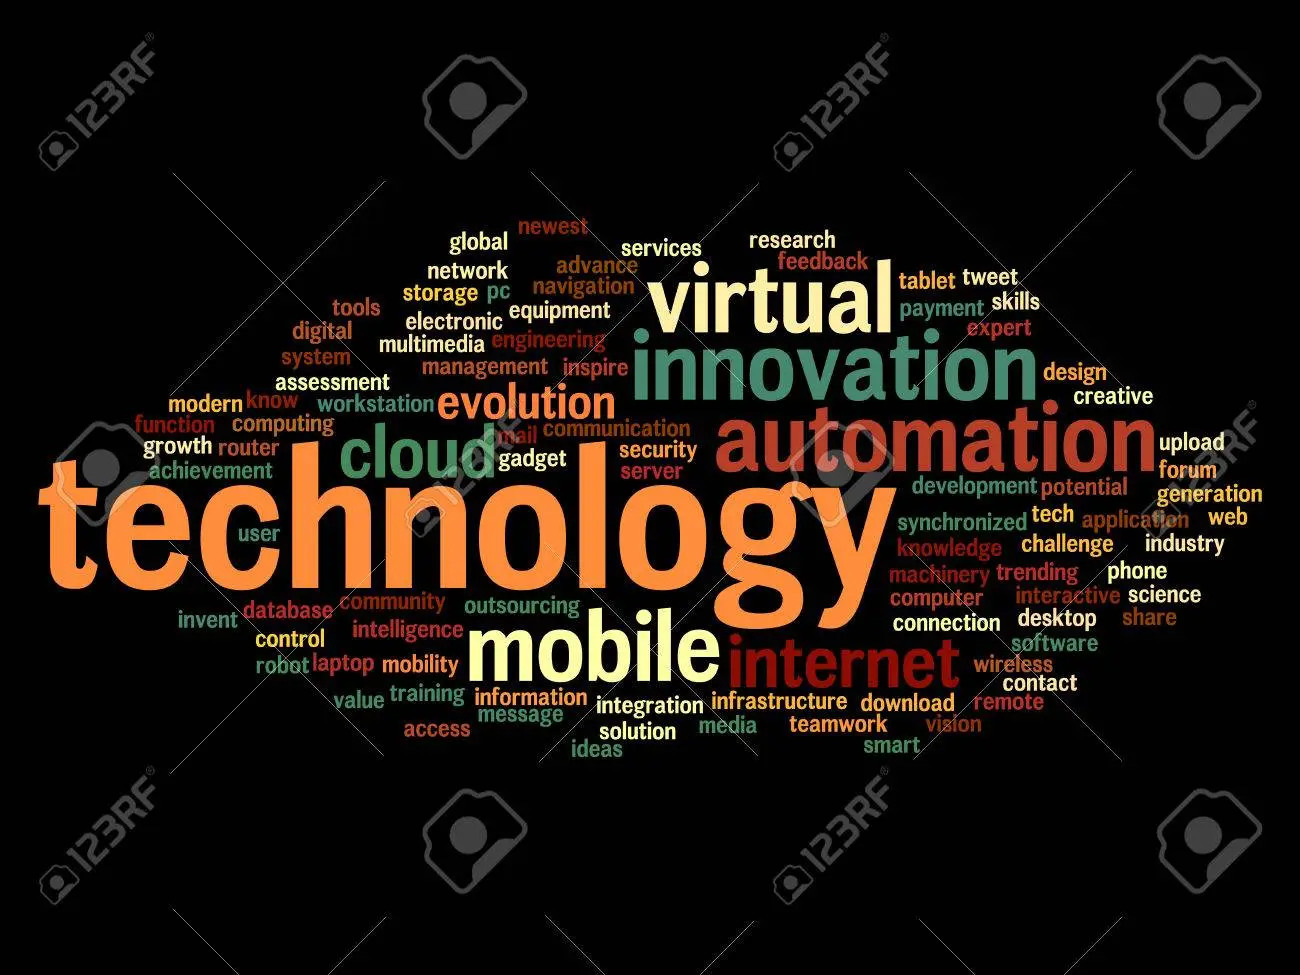 123RF
123RF
newest
global
services
research
network
advance
feedback
storage pc
navigation
virtual
tablet tweet
tools
electronic
equipment
payment skills
digital
multimedia
engineering
innovation
expert
system
management
inspire
design
assessment
creative
modern know
workstation
evolution
function
computing
cloud
mail communication
automation
growth router
gadget
security
upload
achievement
server
forum
technology
development potential
generation
user
synchronized
tech application web
knowledge
challenge
industry
machinery trending
phone
computer
interactive science
invent
database community
outsourcing
connection
desktop
share
control
intelligence
mobile
internet
software
robot laptop mobility
wireless
contact
value training
information
integration
infrastructure
download
remote
access
message
solution
media
teamwork
vision
ideas
smart
123RF
123RF
123RF
123RF